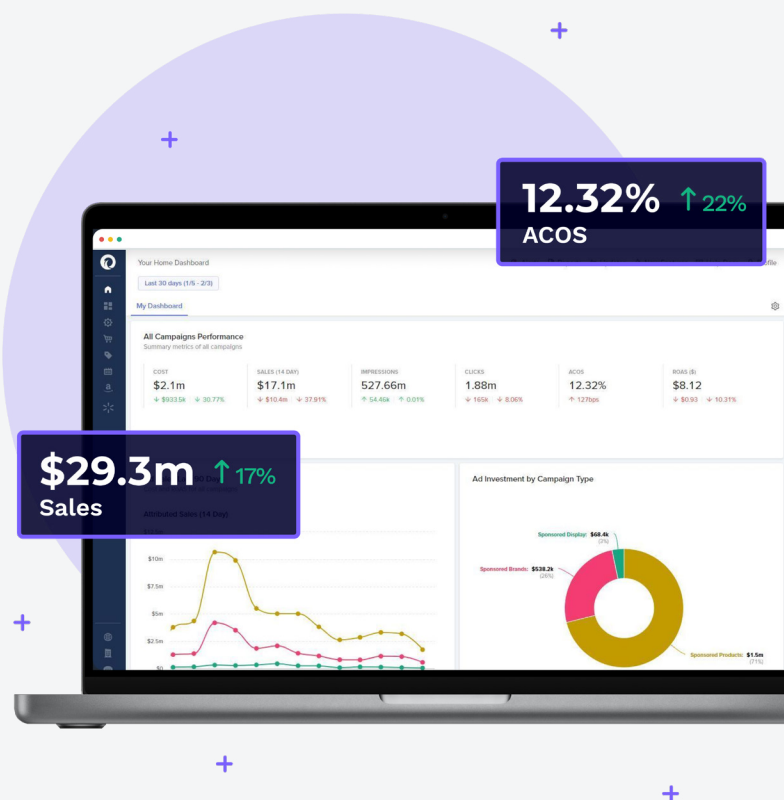 12.32% ↑ 22%
ACOS
Your Home Dashboard
Last 30 days (1/5 - 2/3)
My Dashboard
All Campaigns Performance
Summary metrics of all campaigns
COST SALES (14 DAY) IMPRESSIONS CLICKS ACOS ROAS ($)
$2.1m $17.1m 527.66m 1.88m 12.32% $8.12
↓ $933.5k ↓ 30.77% ↓ $10.4m ↓ 37.91% ↑ 54.46k ↑ 0.01% ↓ 165k ↓ 8.06% ↑ 127bps ↓ $0.93 ↓ 10.31%
$29.3m ↑ 17%
Sales
Attributed Sales (14 Day)
$10m
$7.5m
$5m
$2.5m
$0
Ad Investment by Campaign Type
Sponsored Display: $68.4k
(3%)
Sponsored Brands: $538.2k
(26%)
Sponsored Products: $1.5m
(71%)